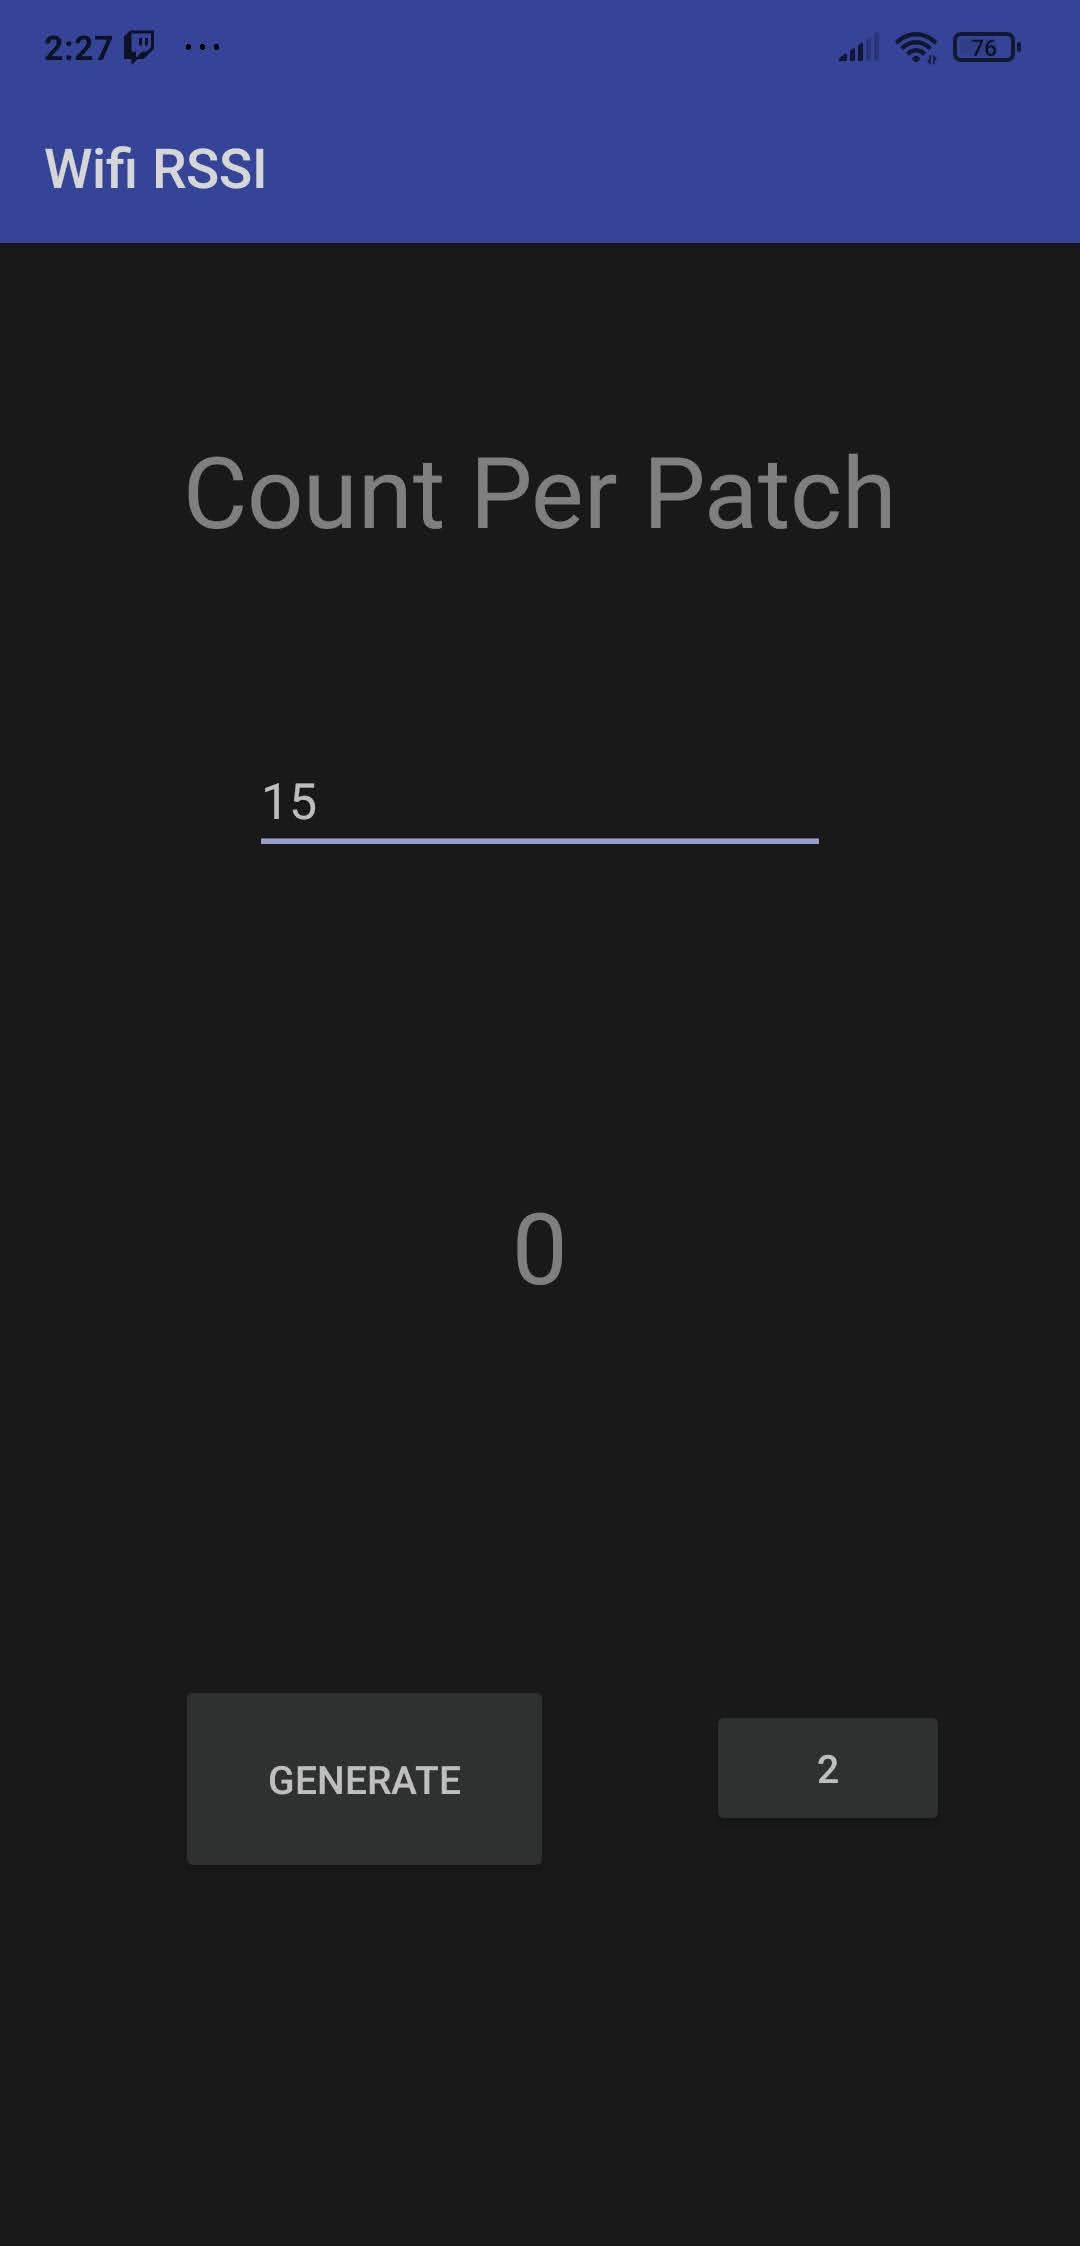 2:27 ...
76
Wifi RSSI
Count Per Patch
15
0
GENERATE
2